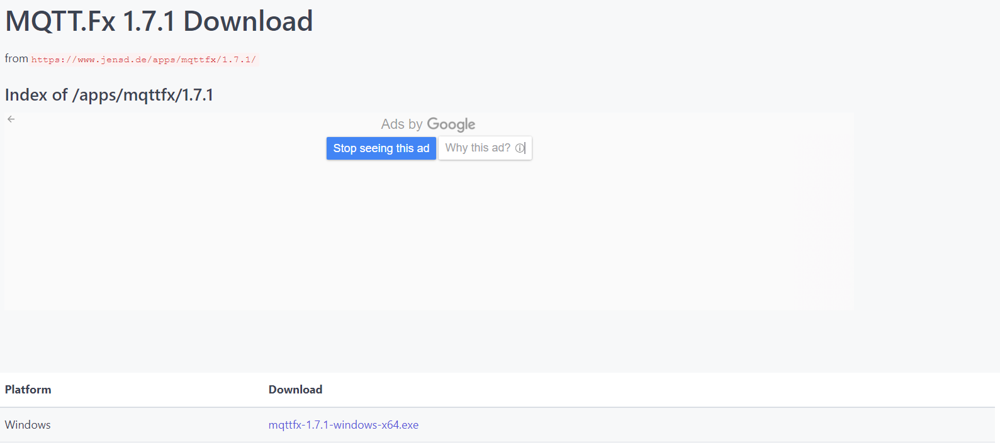 MQTT.Fx 1.7.1 Download
from https://www.jensd.de/apps/mqttfx/1.7.1/
Index of /apps/mqttfx/1.7.1
Ads by Google
Stop seeing this ad Why this ad?
Platform Download
Windows mqttfx-1.7.1-windows-x64.exe